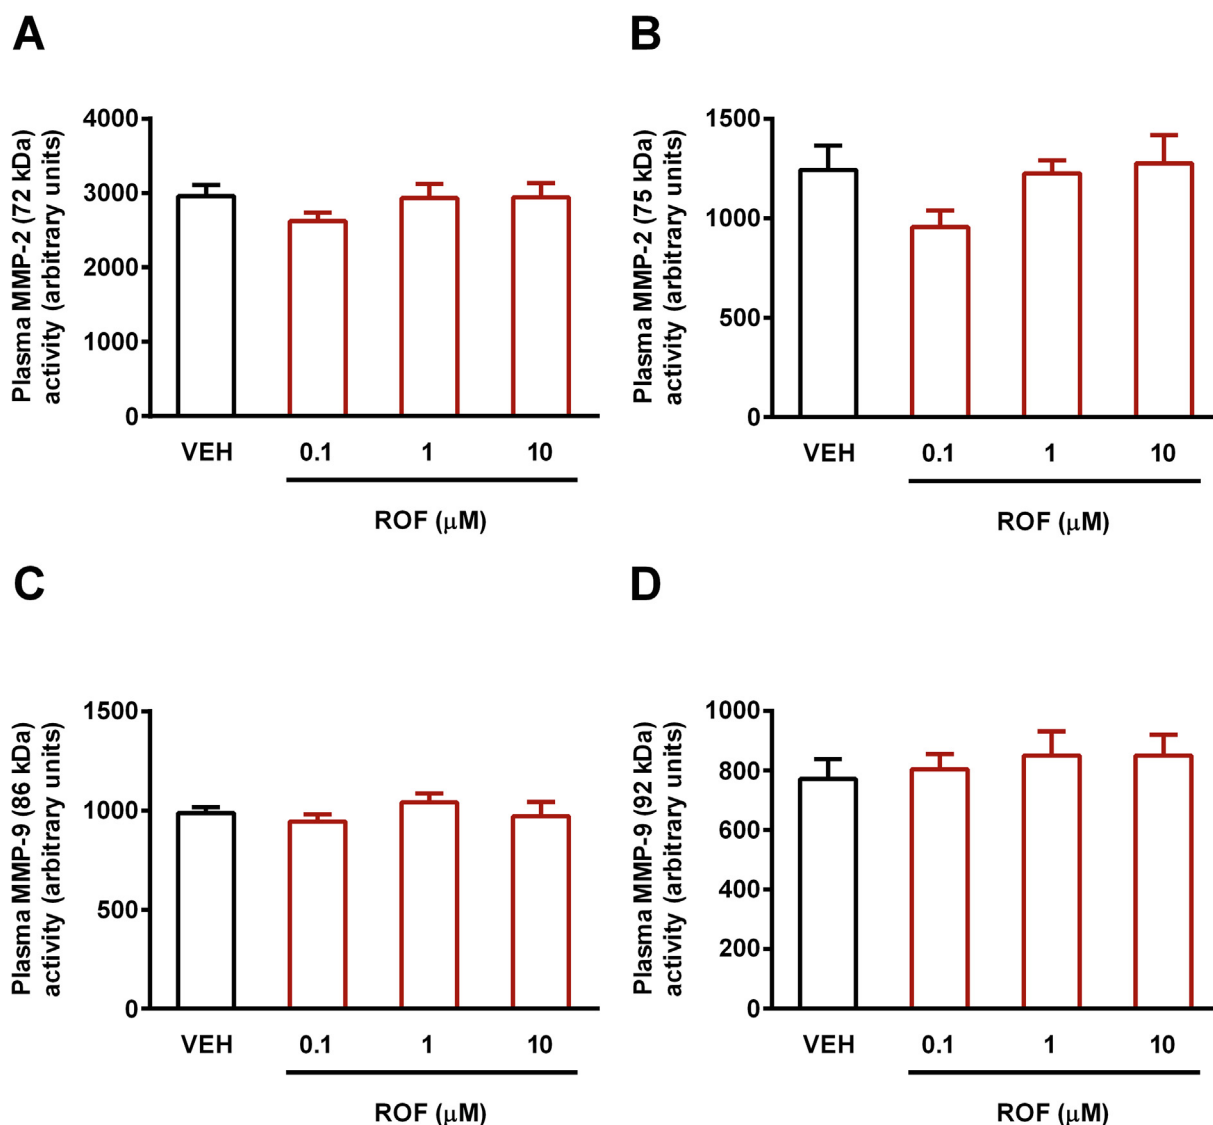 A
Plasma MMP-2 (72 kDa)
activity (arbitrary units)
4000
3000
2000
1000
0
VEH 0.1 1 10
ROF (μM)
B
Plasma MMP-2 (75 kDa)
activity (arbitrary units)
1500
1000
500
0
VEH 0.1 1 10
ROF (μM)
C
Plasma MMP-9 (86 kDa)
activity (arbitrary units)
1500
1000
500
0
VEH 0.1 1 10
ROF (μM)
D
Plasma MMP-9 (92 kDa)
activity (arbitrary units)
1000
800
600
400
200
0
VEH 0.1 1 10
ROF (μM)